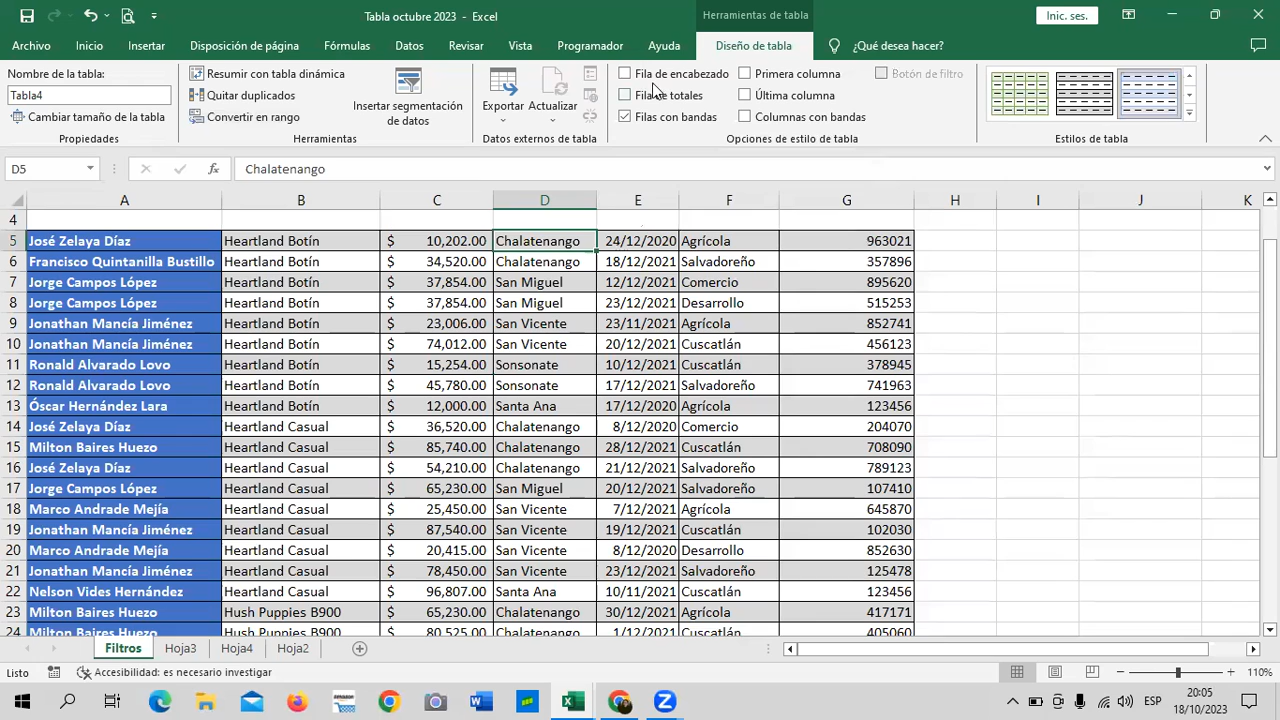 Tabla octubre 2023 - Excel
Herramientas de tabla
Inic. ses.
Archivo Inicio Insertar Disposición de página Fórmulas Datos Revisar Vista Programador Ayuda Diseño de tabla ¿Qué desea hacer?
Nombre de la tabla:
Tabla4
Cambiar tamaño de la tabla
Propiedades
Resumir con tabla dinámica
Quitar duplicados
Convertir en rango
Insertar segmentación
de datos
Herramientas
Exportar Actualizar
Datos externos de tabla
Fila de encabezado Primera columna Botón de filtro
Fila de totales Última columna
Filas con bandas Columnas con bandas
Opciones de estilo de tabla
Estilos de tabla
D5 fx Chalatenango
A B C D E F G H I J K
4
5 José Zelaya Díaz Heartland Botín $ 10,202.00 Chalatenango 24/12/2020 Agrícola 963021
6 Francisco Quintanilla Bustillo Heartland Botín $ 34,520.00 Chalatenango 18/12/2021 Salvadoreño 357896
7 Jorge Campos López Heartland Botín $ 37,854.00 San Miguel 12/12/2021 Comercio 895620
8 Jorge Campos López Heartland Botín $ 37,854.00 San Miguel 23/12/2021 Desarrollo 515253
9 Jonathan Mancía Jiménez Heartland Botín $ 23,006.00 San Vicente 23/11/2021 Agrícola 852741
10 Jonathan Mancía Jiménez Heartland Botín $ 74,012.00 San Vicente 20/12/2021 Cuscatlán 456123
11 Ronald Alvarado Lovo Heartland Botín $ 15,254.00 Sonsonate 10/12/2021 Cuscatlán 378945
12 Ronald Alvarado Lovo Heartland Botín $ 45,780.00 Sonsonate 17/12/2021 Salvadoreño 741963
13 Óscar Hernández Lara Heartland Botín $ 12,000.00 Santa Ana 17/12/2020 Agrícola 123456
14 José Zelaya Díaz Heartland Casual $ 36,520.00 Chalatenango 8/12/2020 Comercio 204070
15 Milton Baires Huezo Heartland Casual $ 85,740.00 Chalatenango 28/12/2021 Cuscatlán 708090
16 José Zelaya Díaz Heartland Casual $ 54,210.00 Chalatenango 21/12/2021 Salvadoreño 789123
17 Jorge Campos López Heartland Casual $ 65,230.00 San Miguel 20/12/2021 Salvadoreño 107410
18 Marco Andrade Mejía Heartland Casual $ 25,450.00 San Vicente 7/12/2021 Agrícola 645870
19 Jonathan Mancía Jiménez Heartland Casual $ 87,540.00 San Vicente 19/12/2021 Cuscatlán 102030
20 Marco Andrade Mejía Heartland Casual $ 20,415.00 San Vicente 8/12/2020 Desarrollo 852630
21 Jonathan Mancía Jiménez Heartland Casual $ 78,450.00 San Vicente 23/12/2021 Salvadoreño 125478
22 Nelson Vides Hernández Heartland Casual $ 96,807.00 Santa Ana 10/11/2021 Cuscatlán 123456
23 Milton Baires Huezo Hush Puppies B900 $ 65,230.00 Chalatenango 30/12/2021 Agrícola 417171
24 Milton Baires Huezo Hush Puppies B900 $ 80,525.00 Chalatenango 1/12/2021 Cuscatlán 405060
Filtros Hoja3 Hoja4 Hoja2
Listo Accesibilidad: es necesario investigar 110%
ESP 20:05
18/10/2023